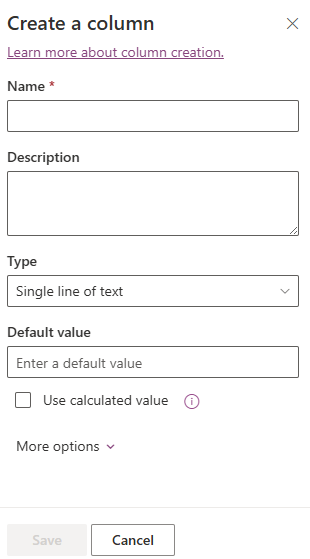 Create a column
Learn more about column creation.
Name *
Description
Type
Single line of text
Default value
Enter a default value
Use calculated value
More options
Save
Cancel